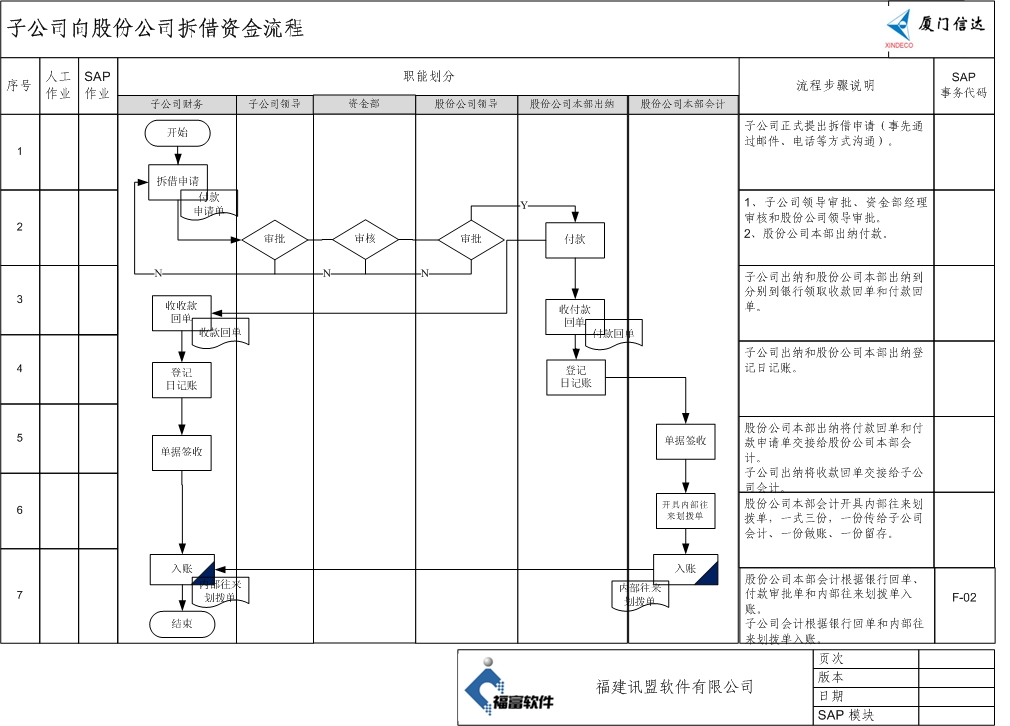 子公司向股份公司拆借资金流程
厦门信达
XINDECO
序号
人工
作业
SAP
作业
职能划分
流程步骤说明
SAP
事务代码
子公司财务
子公司领导
资金部
股份公司领导
股份公司本部出纳
股份公司本部会计
1
开始
拆借申请
付款
申请单
子公司正式提出拆借申请（事先通
过邮件、电话等方式沟通）。
2
审批
审核
审批
Y
付款
N
N
N
1、子公司领导审批、资金部经理
审核和股份公司领导审批。
2、股份公司本部出纳付款。
3
收收款
回单
收款回单
收付款
回单
付款回单
子公司出纳和股份公司本部出纳到
分别到银行领取收款回单和付款回
单。
4
登记
日记账
登记
日记账
子公司出纳和股份公司本部出纳登
记日记账。
5
单据签收
单据签收
股份公司本部出纳将付款回单和付
款申请单交接给股份公司本部会
计。
子公司出纳将收款回单交接给子公
司会计。
6
开具内部往
来划拨单
股份公司本部会计开具内部往来划
拨单，一式三份，一份传给子公司
会计、一份做账、一份留存。
7
入账
内部往来
划拨单
入账
内部往来
划拨单
结束
股份公司本部会计根据银行回单、
付款审批单和内部往来划拨单入
账。
子公司会计根据银行回单和内部往
来划拨单入账。
F-02
福富软件
福建讯盟软件有限公司
页次
版本
日期
SAP 模块